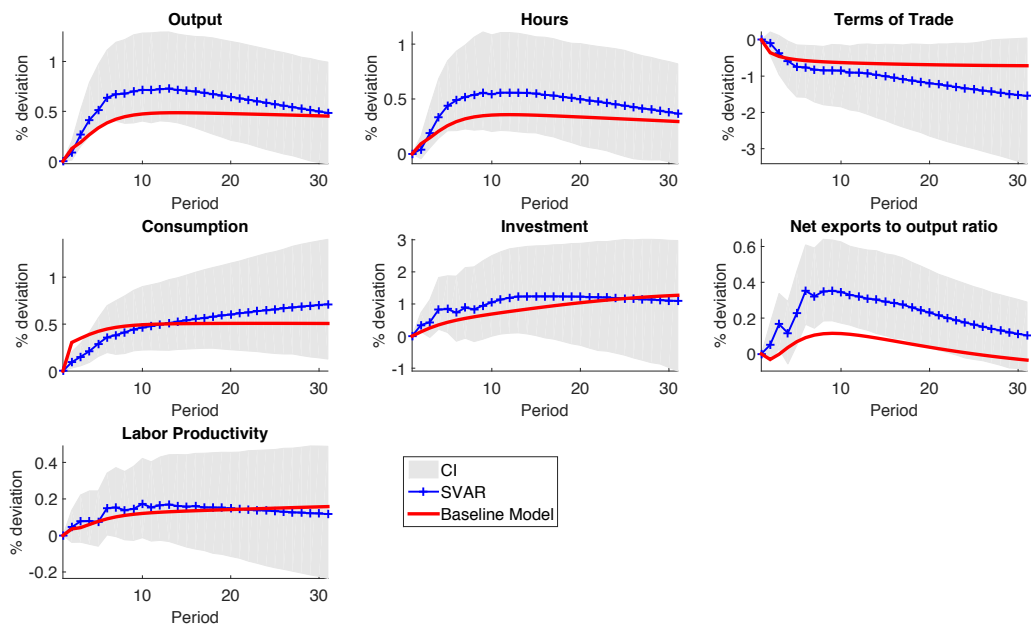 Output
% deviation
1
0.5
0
10
20
30
Period
Hours
% deviation
1
0.5
0
10
20
30
Period
Terms of Trade
% deviation
0
-1
-2
-3
10
20
30
Period
Consumption
% deviation
1
0.5
0
10
20
30
Period
Investment
% deviation
3
2
1
0
-1
10
20
30
Period
Net exports to output ratio
% deviation
0.6
0.4
0.2
0
10
20
30
Period
Labor Productivity
% deviation
0.4
0.2
0
-0.2
10
20
30
Period
CI
SVAR
Baseline Model